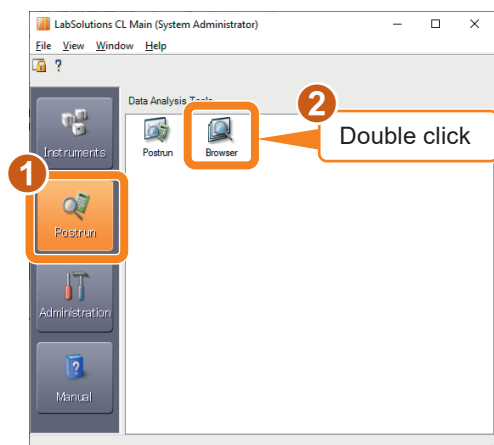 LabSolutions CL Main (System Administrator)
File View Window Help
?
Data Analysis Tools
2
Double click
Instruments
Postrun
Browser
1
Postrun
Administration
?
Manual